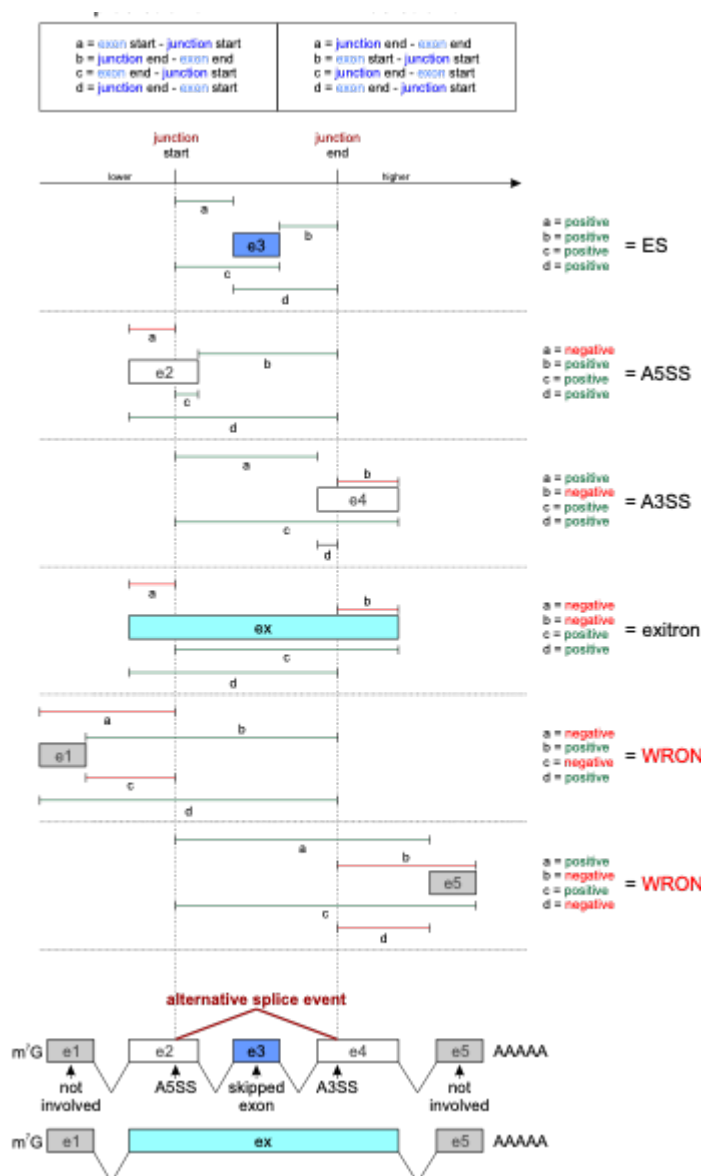 a = exon start - junction start
b = junction end - exon end
c = exon end - junction start
d = junction end - exon start
a = junction end - exon end
b = exon start - junction start
c = junction end - exon start
d = exon end - junction start
junction
start
junction
end
lower
higher
a
b
e3
c
d
a = positive
b = positive
c = positive
d = positive
= ES
a
b
e2
c
d
a = negative
b = positive
c = positive
d = positive
= A5SS
a
b
e4
c
d
a = positive
b = negative
c = positive
d = positive
= A3SS
a
b
ex
c
d
a = negative
b = negative
c = positive
d = positive
= exitron
a
b
e1
c
d
a = negative
b = positive
c = negative
d = positive
= WRON
a
b
e5
c
d
a = positive
b = negative
c = positive
d = negative
= WRON
alternative splice event
m⁷G e1 e2 e3 e4 e5 AAAAA
not
involved
A5SS
skipped
exon
A3SS
not
involved
m⁷G e1 ex e5 AAAAA